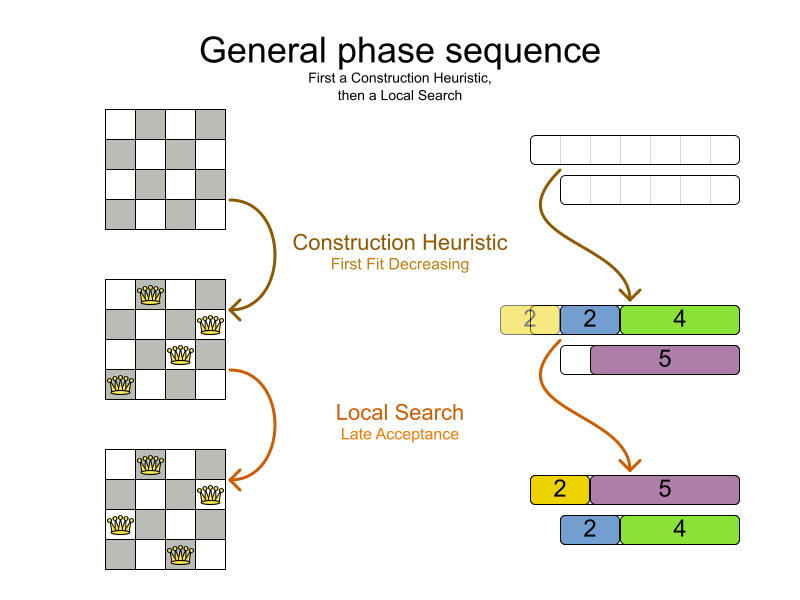 General phase sequence
First a Construction Heuristic,
then a Local Search
Construction Heuristic
First Fit Decreasing
2 2 4
5
Local Search
Late Acceptance
2 5
2 4